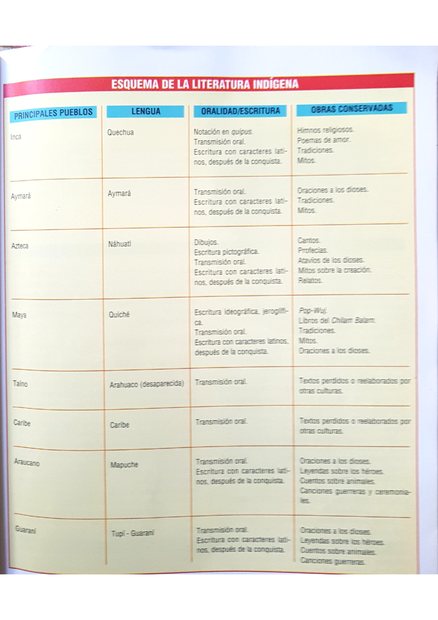 ESQUEMA DE LA LITERATURA INDÍGENA
PRINCIPALES PUEBLOS LENGUA ORALIDAD/ESCRITURA OBRAS CONSERVADAS
Inca
Quechua
Notación en quipus.
Transmisión oral.
Escritura con caracteres lati-
nos, después de la conquista.
Himnos religiosos.
Poemas de amor.
Tradiciones.
Mitos.
Aymará
Aymará
Transmisión oral.
Escritura con caracteres lati-
nos, después de la conquista.
Oraciones a los dioses.
Tradiciones.
Mitos.
Azteca
Náhuatl
Dibujos.
Escritura pictográfica.
Transmisión oral.
Escritura con caracteres lati-
nos, después de la conquista.
Cantos.
Profecías.
Atavíos de los dioses.
Mitos sobre la creación.
Relatos.
Maya
Quiché
Escritura ideográfica, jeroglífi-
ca.
Transmisión oral.
Escritura con caracteres latinos,
después de la conquista.
Pop-Wuj.
Libros del Chilam Balam.
Tradiciones.
Mitos.
Oraciones a los dioses.
Taíno
Arahuaco (desaparecida)
Transmisión oral.
Textos perdidos o reelaborados por
otras culturas.
Caribe
Caribe
Transmisión oral.
Textos perdidos o reelaborados por
otras culturas.
Araucano
Mapuche
Transmisión oral.
Escritura con caracteres lati-
nos, después de la conquista.
Oraciones a los dioses.
Leyendas sobre los héroes.
Cuentos sobre animales.
Canciones guerreras y ceremonia-
les.
Guaraní
Tupí - Guaraní
Transmisión oral.
Escritura con caracteres lati-
nos, después de la conquista.
Oraciones a los dioses.
Leyendas sobre los héroes.
Cuentos sobre animales.
Canciones guerreras.